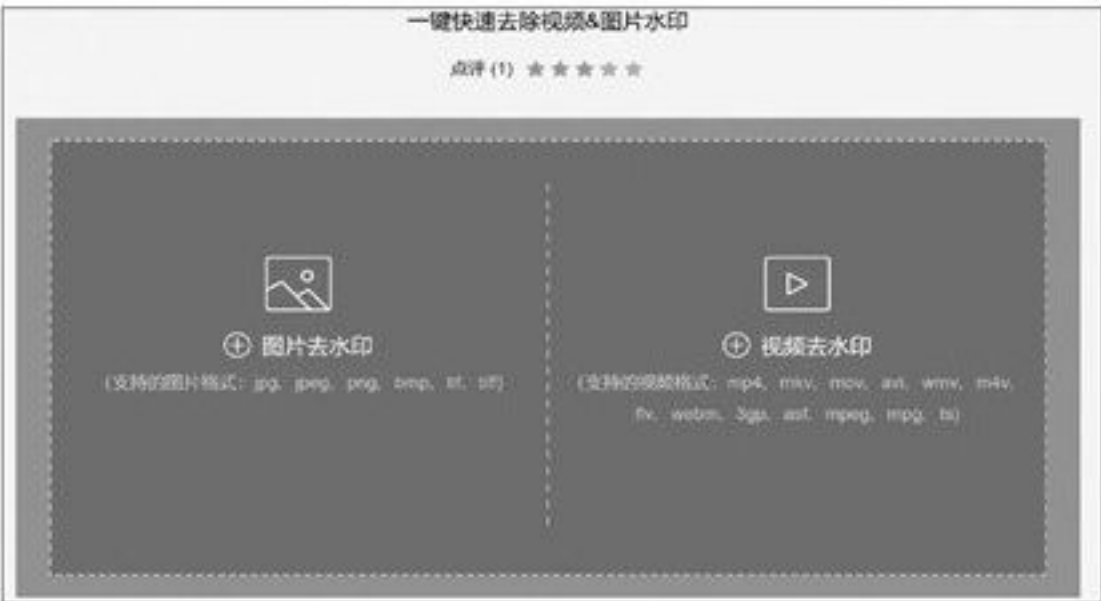 一键快速去除视频&图片水印
点评 (1)
图片去水印
(支持的图片格式：jpg、jpeg、png、bmp、tif、tiff)
视频去水印
(支持的视频格式：mp4、mkv、mov、avi、wmv、m4v、
flv、webm、3gp、asf、mpeg、mpg、ts)